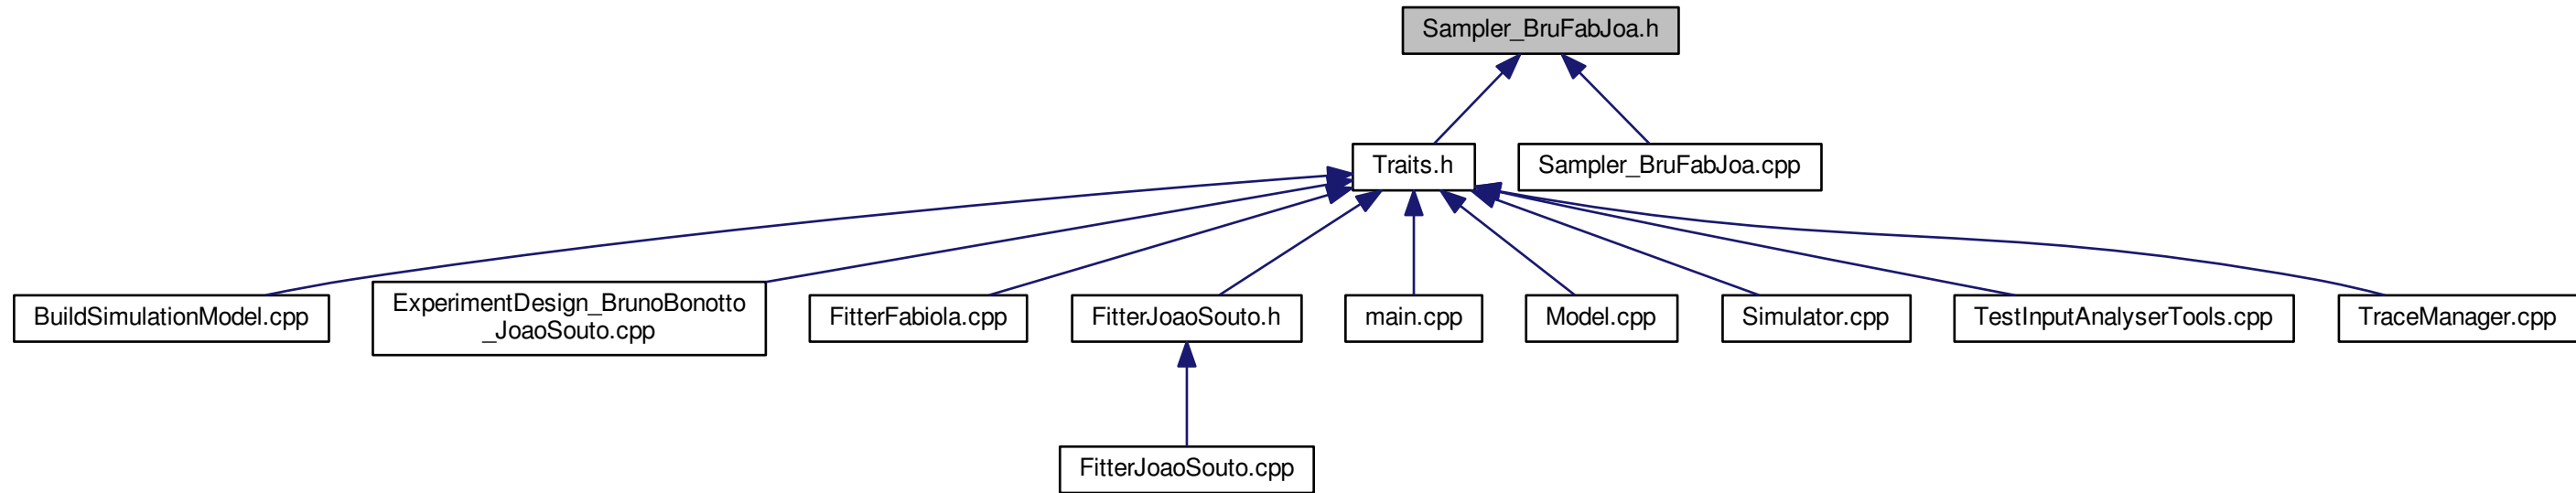 Sampler_BruFabJoa.h
Traits.h
Sampler_BruFabJoa.cpp
BuildSimulationModel.cpp
ExperimentDesign_BrunoBonotto
_JoaoSouto.cpp
FitterFabiola.cpp
FitterJoaoSouto.h
main.cpp
Model.cpp
Simulator.cpp
TestInputAnalyserTools.cpp
TraceManager.cpp
FitterJoaoSouto.cpp